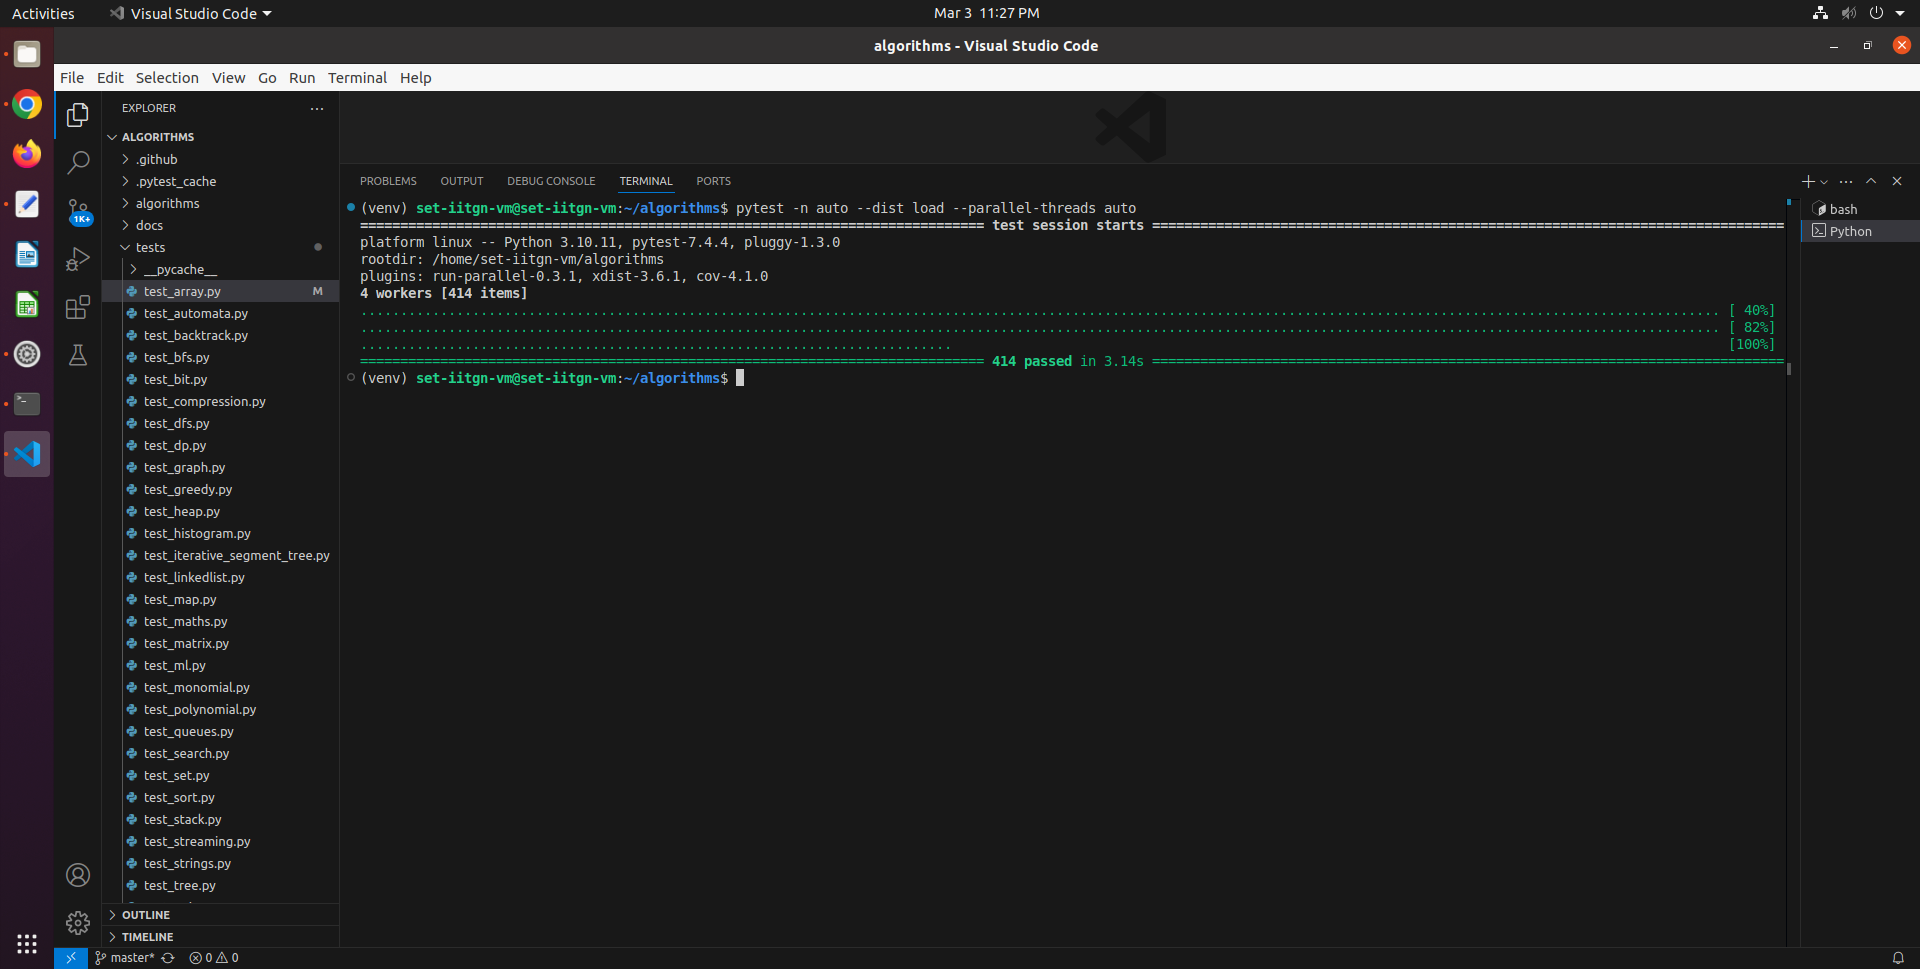 Activities
Visual Studio Code
Mar 3 11:27 PM
algorithms - Visual Studio Code
File Edit Selection View Go Run Terminal Help
EXPLORER
ALGORITHMS
.github
.pytest_cache
algorithms
docs
tests
__pycache__
test_array.py M
test_automata.py
test_backtrack.py
test_bfs.py
test_bit.py
test_compression.py
test_dfs.py
test_dp.py
test_graph.py
test_greedy.py
test_heap.py
test_histogram.py
test_iterative_segment_tree.py
test_linkedlist.py
test_map.py
test_maths.py
test_matrix.py
test_ml.py
test_monomial.py
test_polynomial.py
test_queues.py
test_search.py
test_set.py
test_sort.py
test_stack.py
test_streaming.py
test_strings.py
test_tree.py
OUTLINE
TIMELINE
1K+
PROBLEMS OUTPUT DEBUG CONSOLE TERMINAL PORTS
(venv) set-iitgn-vm@set-iitgn-vm:~/algorithms$ pytest -n auto --dist load --parallel-threads auto
test session starts
platform linux -- Python 3.10.11, pytest-7.4.4, pluggy-1.3.0
rootdir: /home/set-iitgn-vm/algorithms
plugins: run-parallel-0.3.1, xdist-3.6.1, cov-4.1.0
4 workers [414 items]
[ 40%]
[ 82%]
[100%]
414 passed in 3.14s
(venv) set-iitgn-vm@set-iitgn-vm:~/algorithms$
bash
Python
master* 0 0